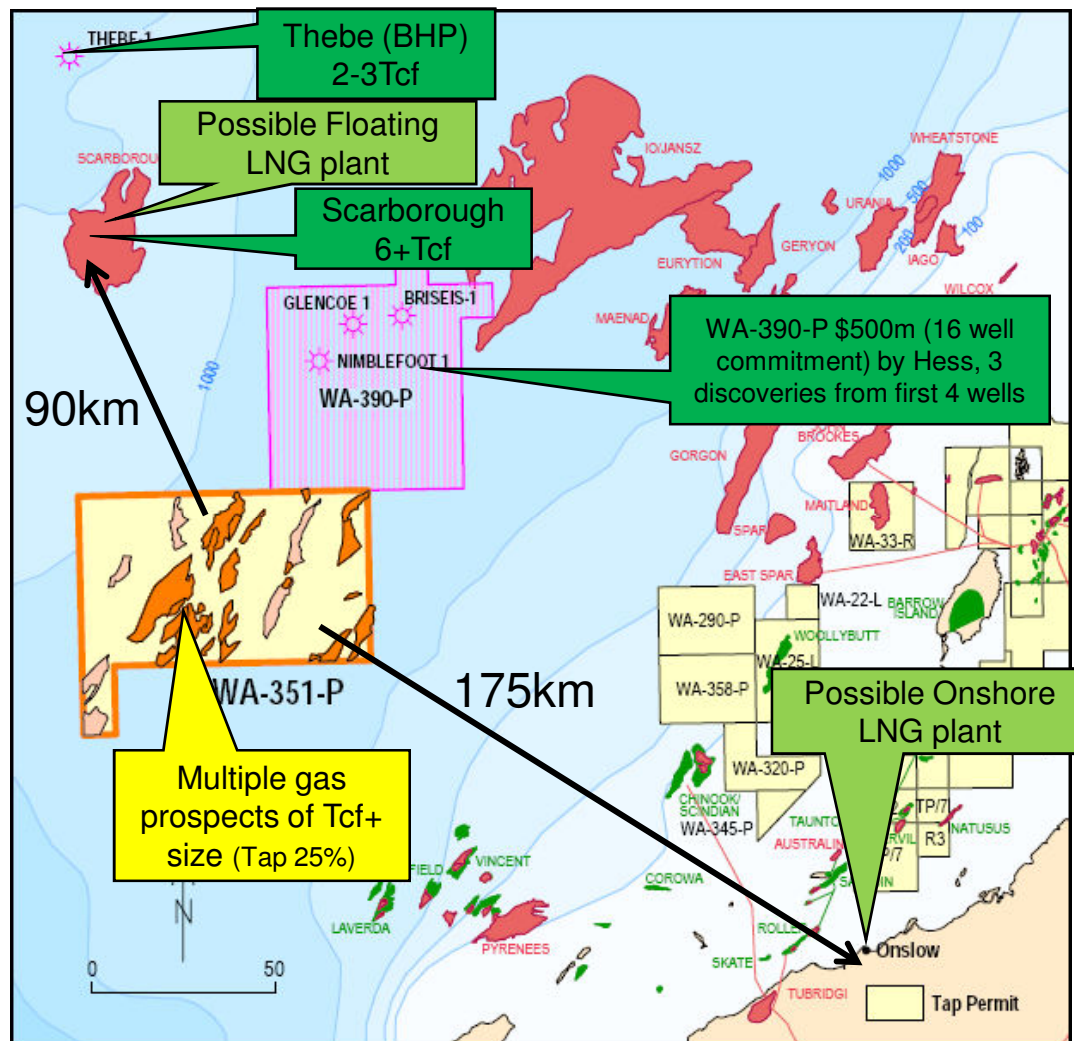 THEBE-1
Thebe (BHP)
2-3Tcf
Possible Floating
LNG plant
SCARBOROU
Scarborough
6+Tcf
IO/JANSZ
WHEATSTONE
1000
500
200
100
URANIA
IAGO
GERYON
EURYTION
WILCOX
MAENAD
GLENCOE 1
BRISEIS-1
NIMBLEFOOT 1
WA-390-P
WA-390-P $500m (16 well
commitment) by Hess, 3
discoveries from first 4 wells
1000
90km
BROOKES
GORGON
MAITLAND
WA-33-R
SPAR
EAST SPAR
WA-22-L
BARROW
ISLAND
WA-290-P
WOOLLYBUTT
WA-25-L
WA-358-P
WA-351-P
175km
Possible Onshore
LNG plant
WA-320-P
Multiple gas
prospects of Tcf+
size (Tap 25%)
CHINOOK/
SCINDIAN
WA-345-P
TAUNTO
TP/7
R3
NATUSUS
RVIL
AUSTRALIN
P/7
FIELD
VINCENT
COROWA
LAVERDA
PYRENEES
ROLLE
SKATE
Onslow
TUBRIDGI
N
0
50
Tap Permit